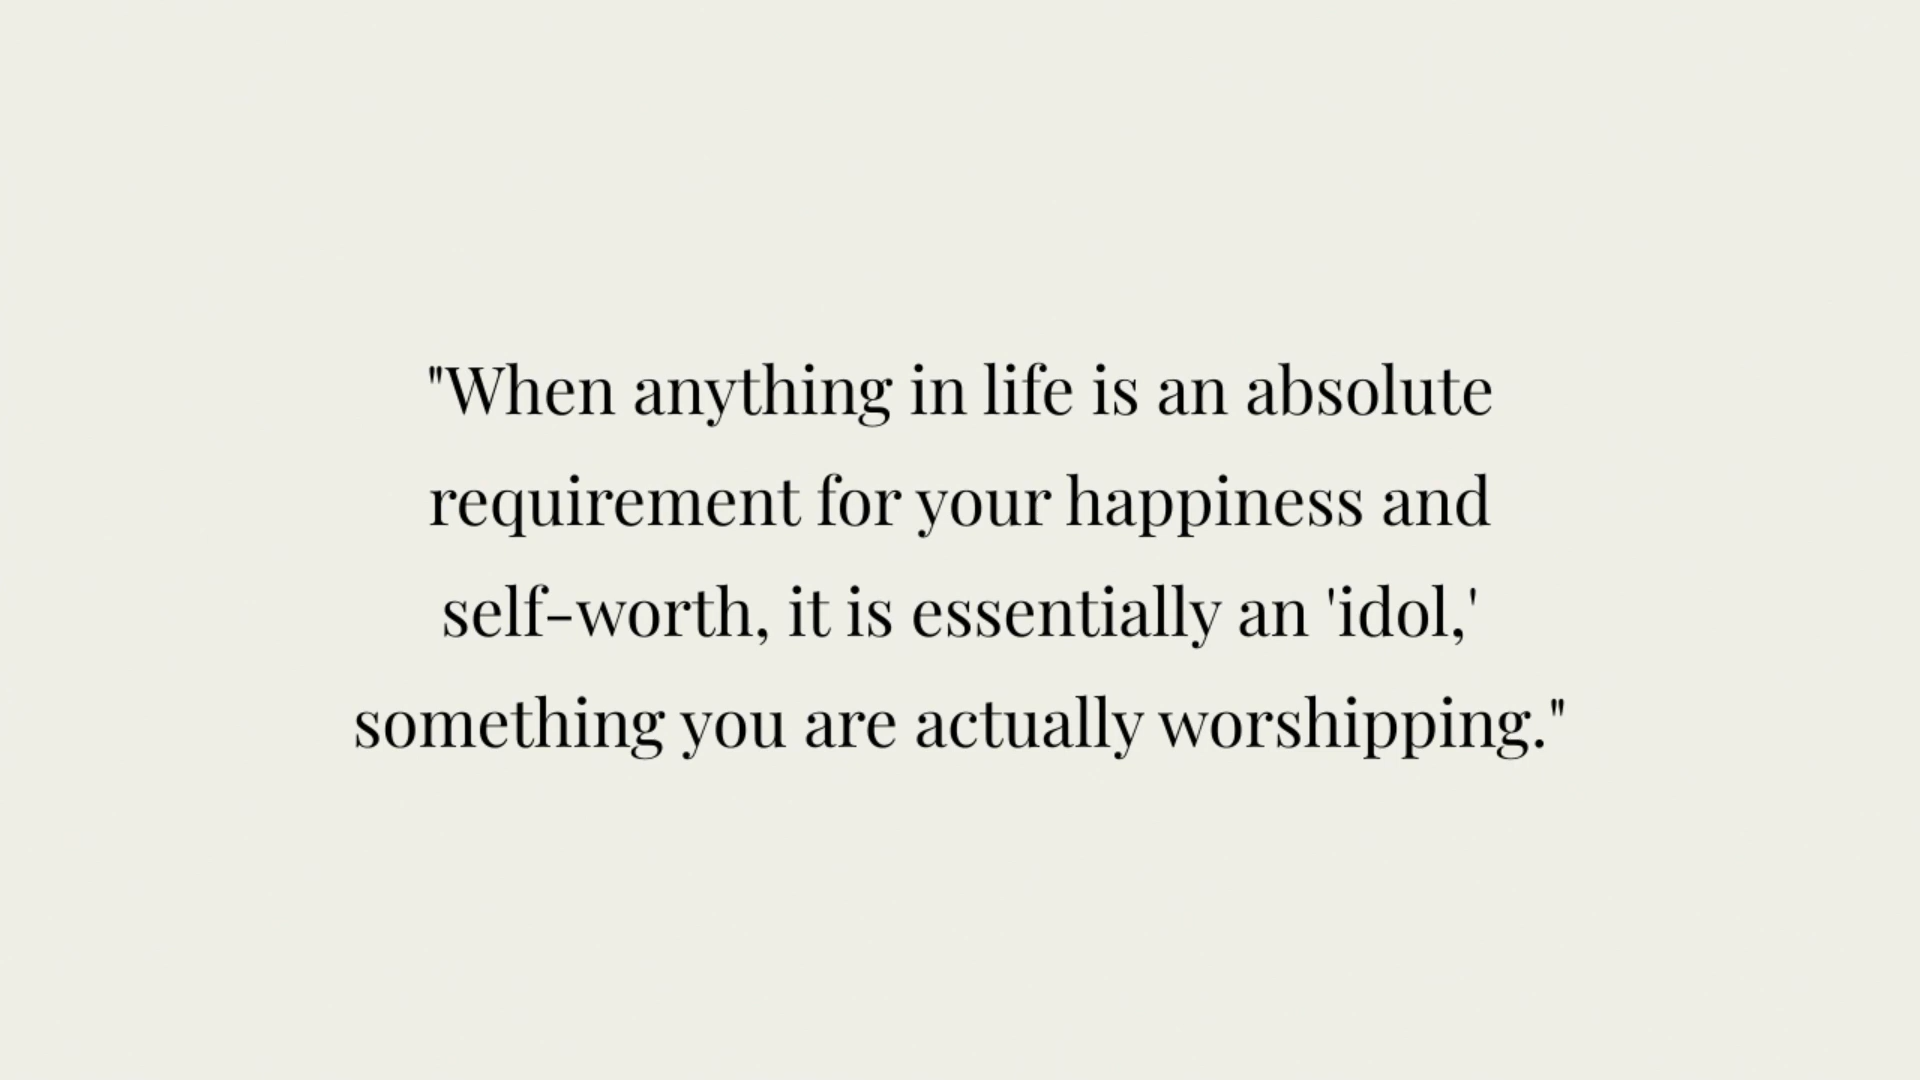 "When anything in life is an absolute
requirement for your happiness and
self-worth, it is essentially an 'idol,'
something you are actually worshipping."